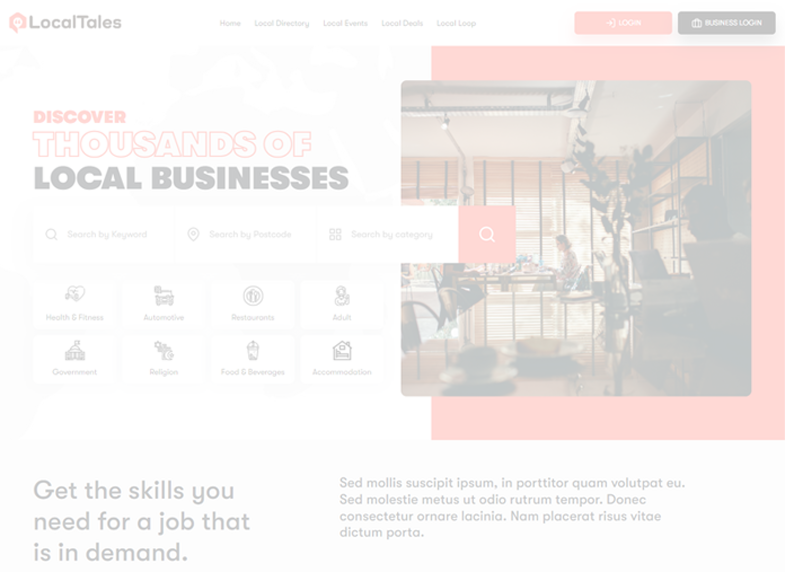 LocalTales
Home Local Directory Local Events Local Deals Local Loop
LOGIN
BUSINESS LOGIN
DISCOVER
THOUSANDS OF
LOCAL BUSINESSES
Search by Keyword
Search by Postcode
Search by category
Health & Fitness
Automotive
Restaurants
Adult
Government
Religion
Food & Beverages
Accommodation
Get the skills you
need for a job that
is in demand.
Sed mollis suscipit ipsum, in porttitor quam volutpat eu.
Sed molestie metus ut odio rutrum tempor. Donec
consectetur ornare lacinia. Nam placerat risus vitae
dictum porta.